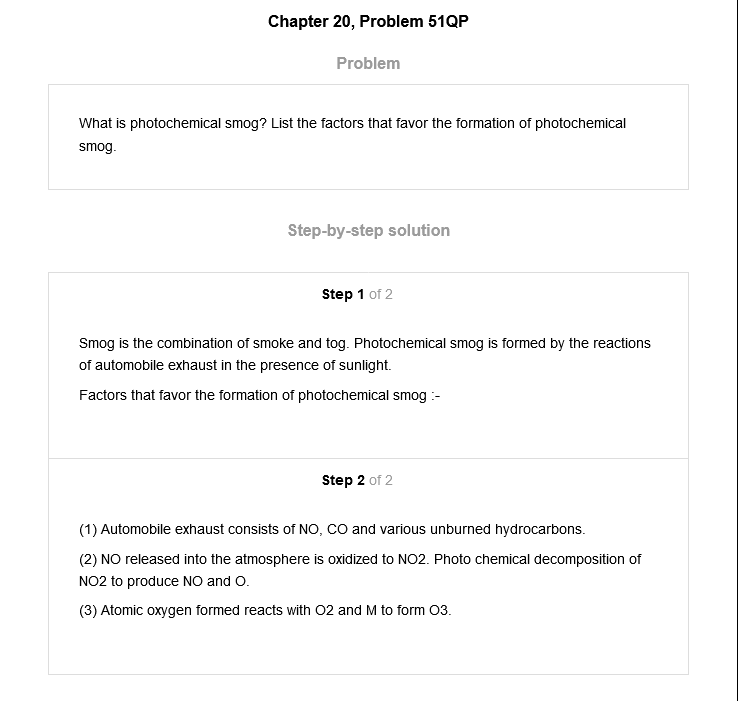 Chapter 20, Problem 51QP
Problem
What is photochemical smog? List the factors that favor the formation of photochemical
smog.
Step-by-step solution
Step 1 of 2
Smog is the combination of smoke and tog. Photochemical smog is formed by the reactions
of automobile exhaust in the presence of sunlight.
Factors that favor the formation of photochemical smog :-
Step 2 of 2
(1) Automobile exhaust consists of NO, CO and various unburned hydrocarbons.
(2) NO released into the atmosphere is oxidized to NO2. Photo chemical decomposition of
NO2 to produce NO and O.
(3) Atomic oxygen formed reacts with O2 and M to form O3.